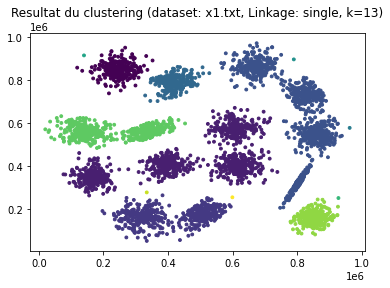 Resultat du clustering (dataset: x1.txt, Linkage: single, k=13)
1e6
1.0
0.8
0.6
0.4
0.2
0.0 0.2 0.4 0.6 0.8 1.0
1e6